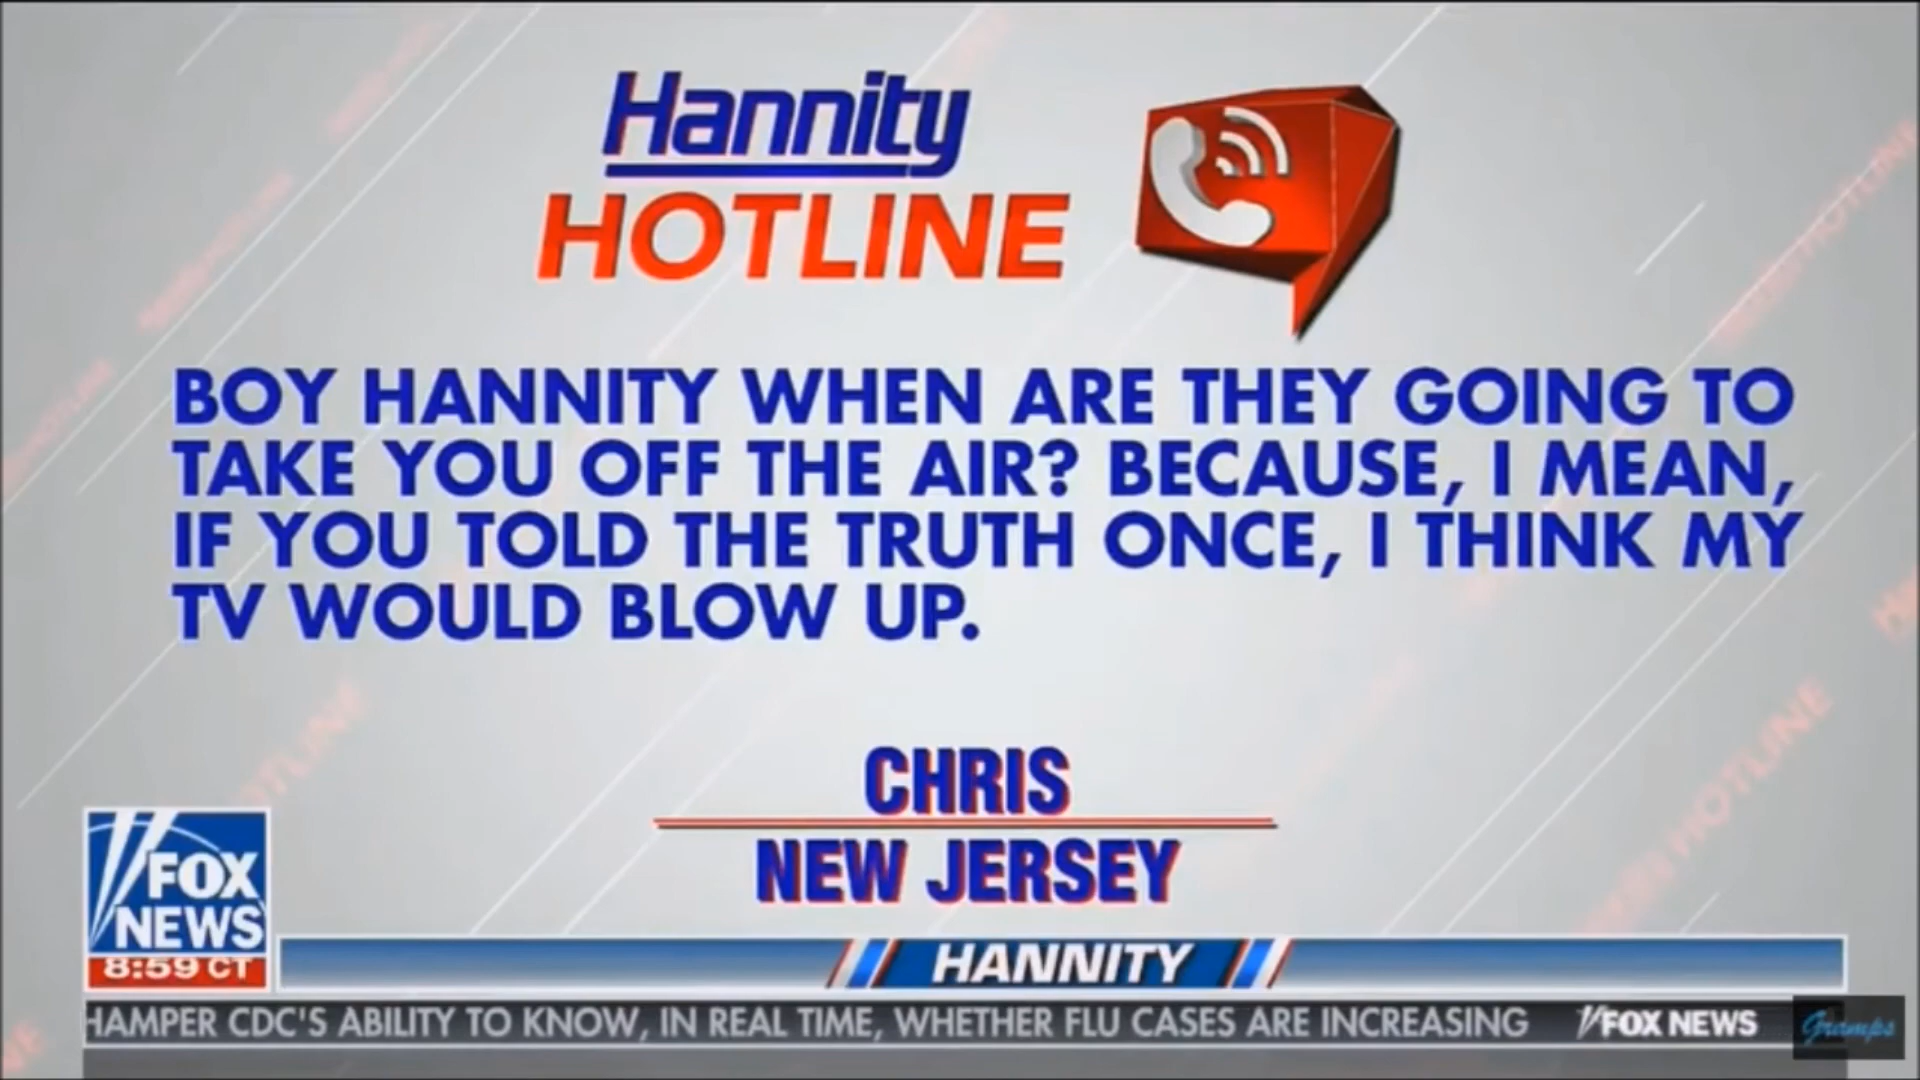 Hannity
HOTLINE
BOY HANNITY WHEN ARE THEY GOING TO
TAKE YOU OFF THE AIR? BECAUSE, I MEAN,
IF YOU TOLD THE TRUTH ONCE, I THINK MY
TV WOULD BLOW UP.
CHRIS
NEW JERSEY
FOX
NEWS
8:59 CT
HANNITY
HAMPER CDC'S ABILITY TO KNOW, IN REAL TIME, WHETHER FLU CASES ARE INCREASING
FOX NEWS
Gramps